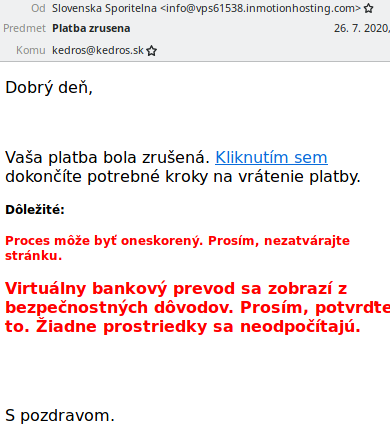 Od Slovenska Sporitelna <info@vps61538.inmotionhosting.com>
Predmet Platba zrusena 26. 7. 2020,
Komu kedros@kedros.sk
Dobrý deň,
Vaša platba bola zrušená. Kliknutím sem
dokončíte potrebné kroky na vrátenie platby.
Dôležité:
Proces môže byť oneskorený. Prosím, nezatvárajte
stránku.
Virtuálny bankový prevod sa zobrazí z
bezpečnostných dôvodov. Prosím, potvrďte
to. Žiadne prostriedky sa neodpočítajú.
S pozdravom.